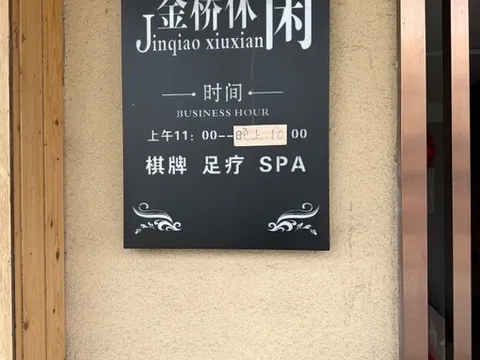 金桥休闲
Jinqiao xiuxian
时间
BUSINESS HOUR
上午11：00--晚上10 00
棋牌 足疗 SPA